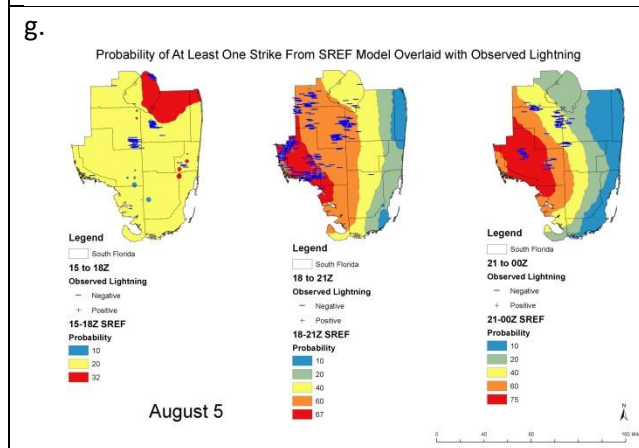 g.
Probability of At Least One Strike From SREF Model Overlaid with Observed Lightning
Legend
South Florida
15 to 18Z
Observed Lightning
Negative
Positive
15-18Z SREF
Probability
10
20
32
Legend
South Florida
18 to 21Z
Observed Lightning
Negative
Positive
18-21Z SREF
Probability
10
20
40
60
67
Legend
South Florida
21 to 00Z
Observed Lightning
Negative
Positive
21-00Z SREF
Probability
10
20
40
60
75
August 5
N
0 40 80 160